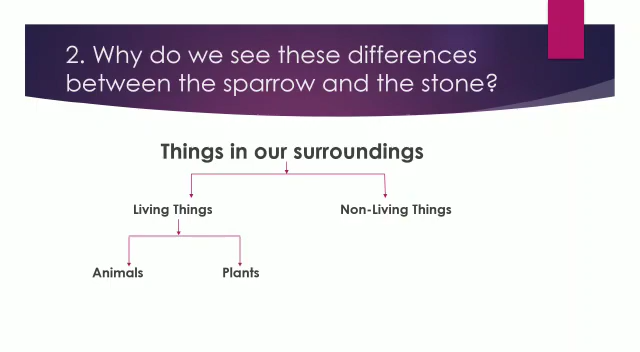 2. Why do we see these differences
between the sparrow and the stone?
Things in our surroundings
Living Things
Non-Living Things
Animals
Plants